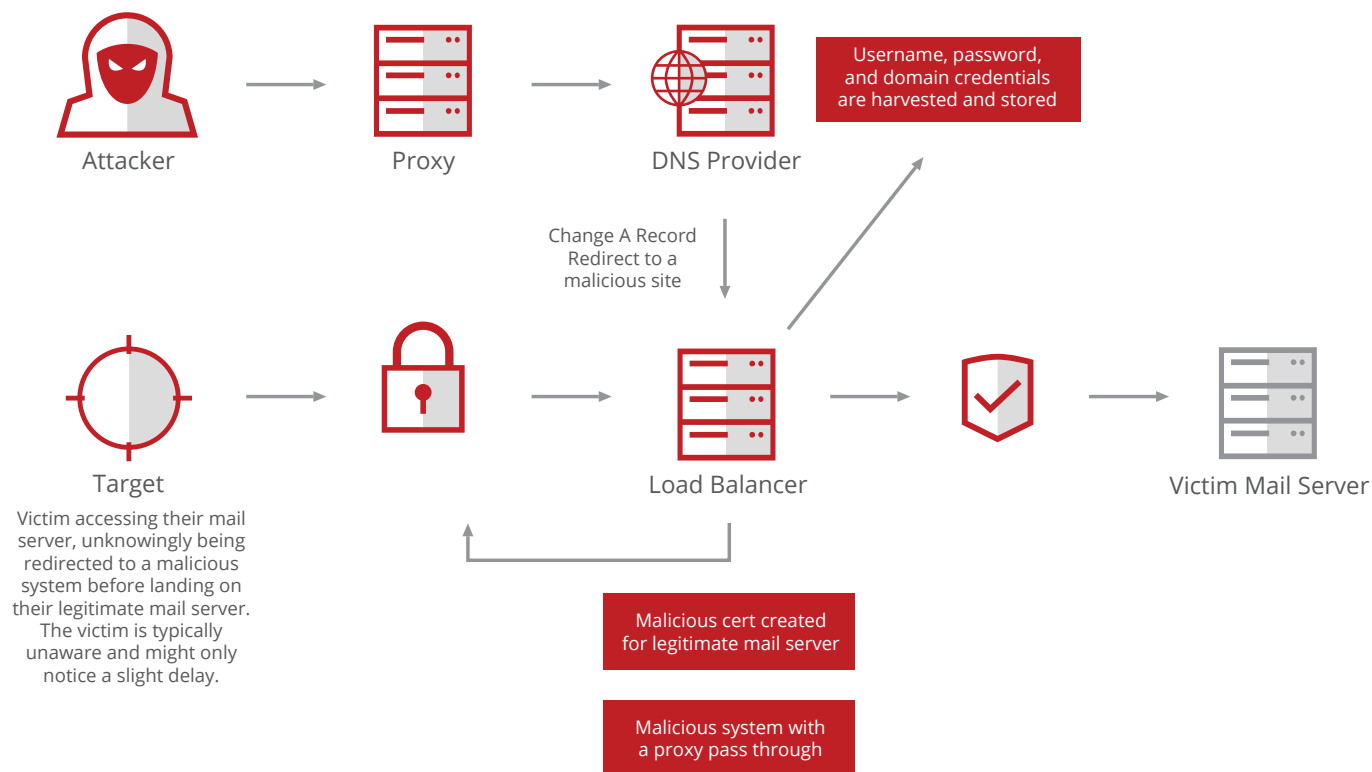 Username, password,
and domain credentials
are harvested and stored
Attacker
Proxy
DNS Provider
Change A Record
Redirect to a
malicious site
Target
Load Balancer
Victim Mail Server
Victim accessing their mail
server, unknowingly being
redirected to a malicious
system before landing on
their legitimate mail server.
The victim is typically
unaware and might only
notice a slight delay.
Malicious cert created
for legitimate mail server
Malicious system with
a proxy pass through